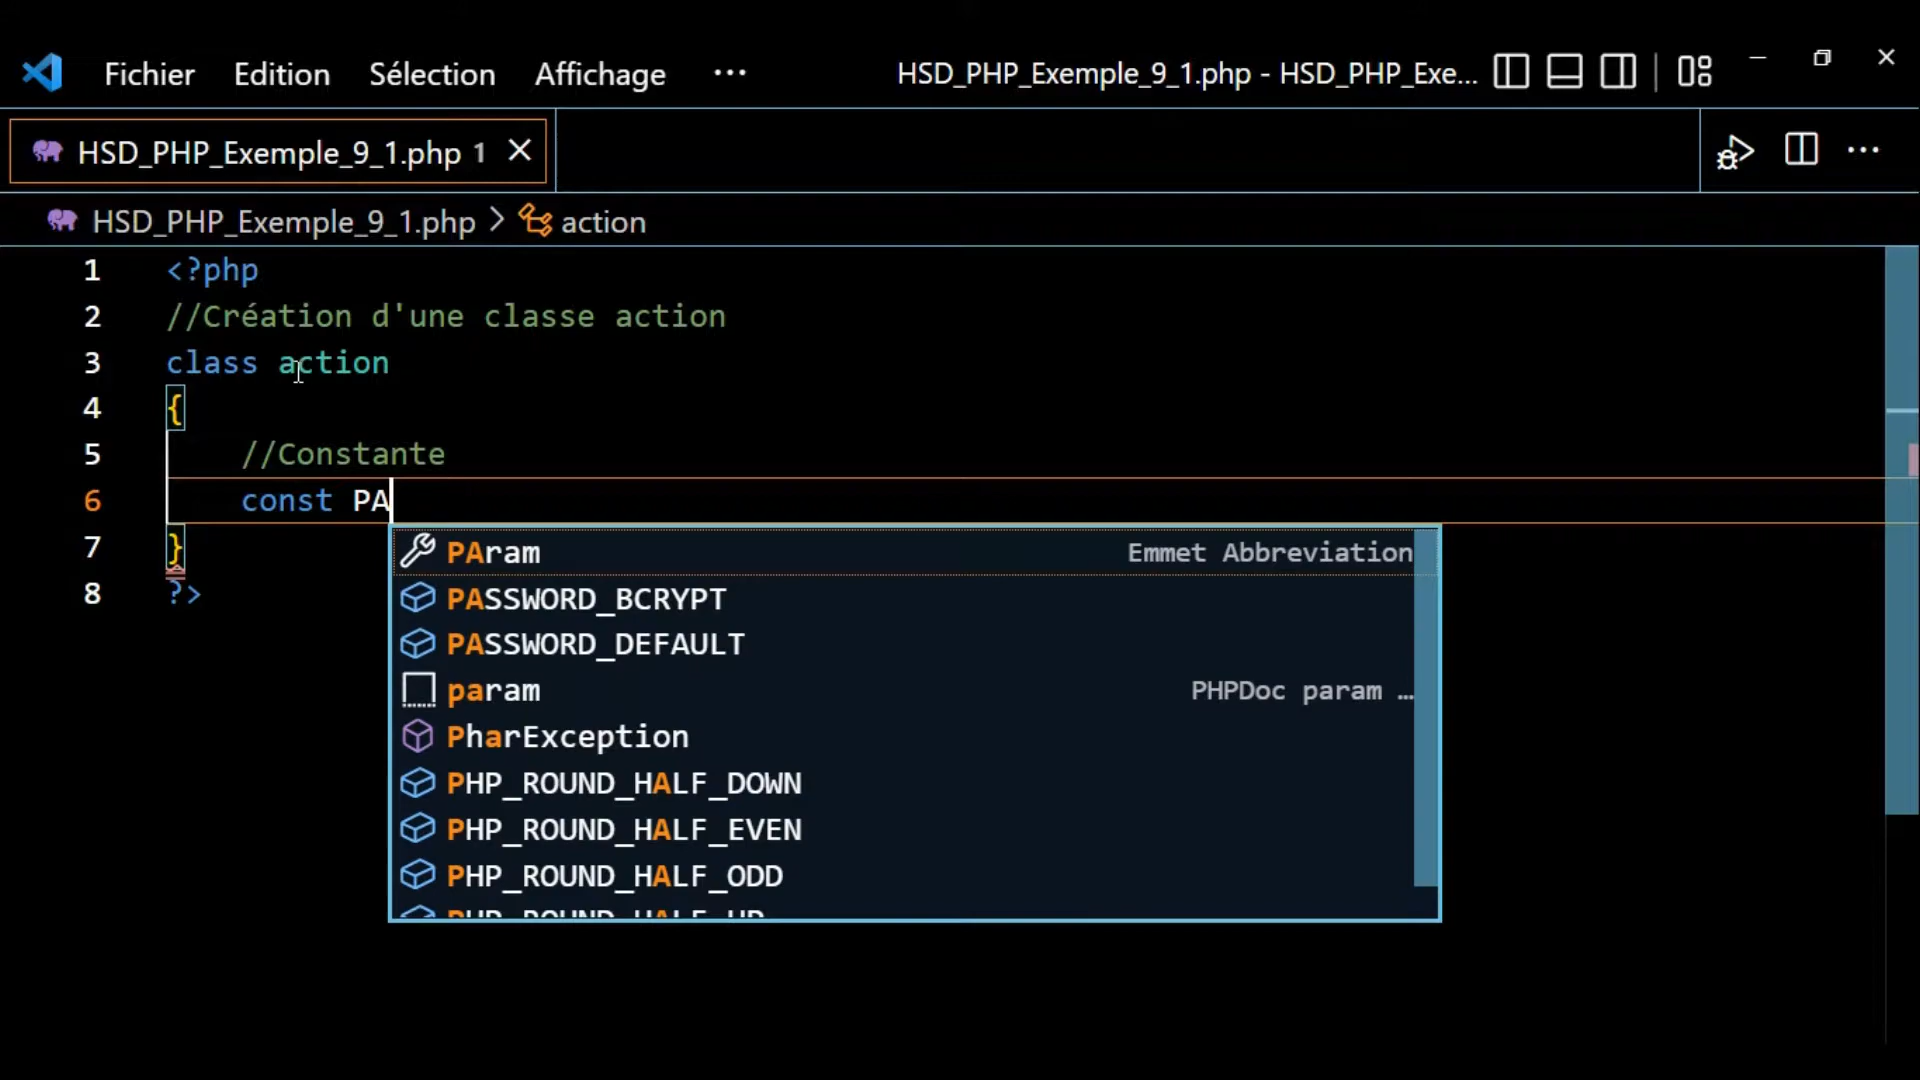 Fichier Edition Sélection Affichage ··· HSD_PHP_Exemple_9_1.php - HSD_PHP_Exe...
HSD_PHP_Exemple_9_1.php 1
HSD_PHP_Exemple_9_1.php > action
1 <?php
2 //Création d'une classe action
3 class action
4 {
5 //Constante
6 const PA
PAram Emmet Abbreviation
7 }
PASSWORD_BCRYPT
8 ?>
PASSWORD_DEFAULT
param PHPDoc param …
PharException
PHP_ROUND_HALF_DOWN
PHP_ROUND_HALF_EVEN
PHP_ROUND_HALF_ODD
PHP_ROUND_HALF_UP